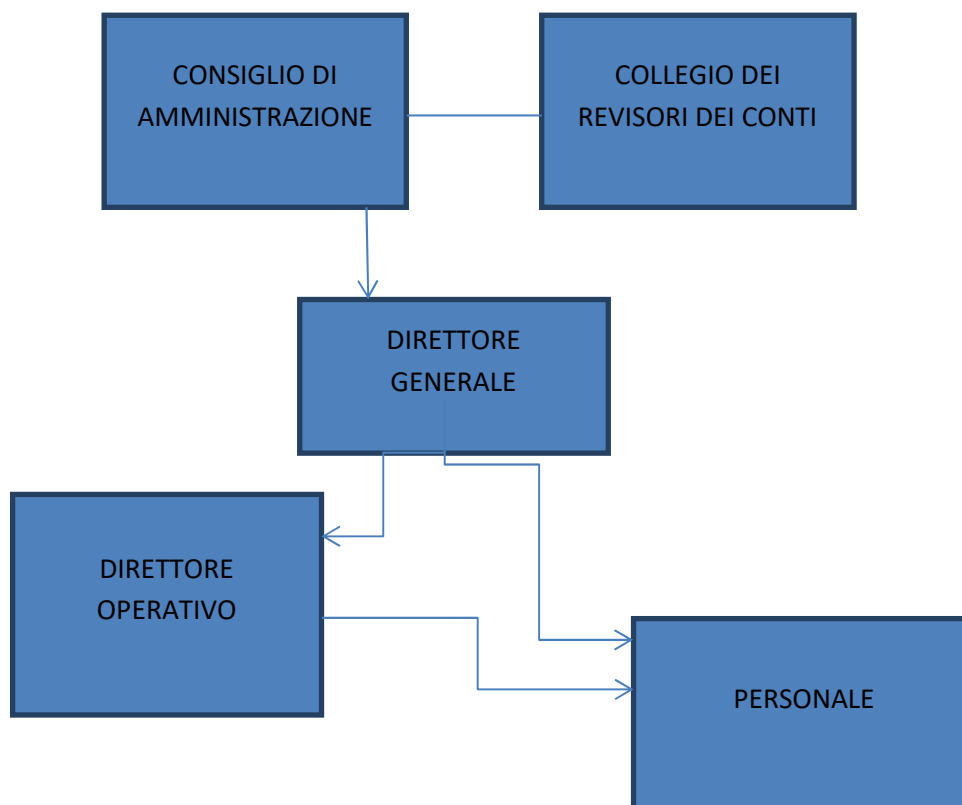 CONSIGLIO DI
AMMINISTRAZIONE
COLLEGIO DEI
REVISORI DEI CONTI
DIRETTORE
GENERALE
DIRETTORE
OPERATIVO
PERSONALE